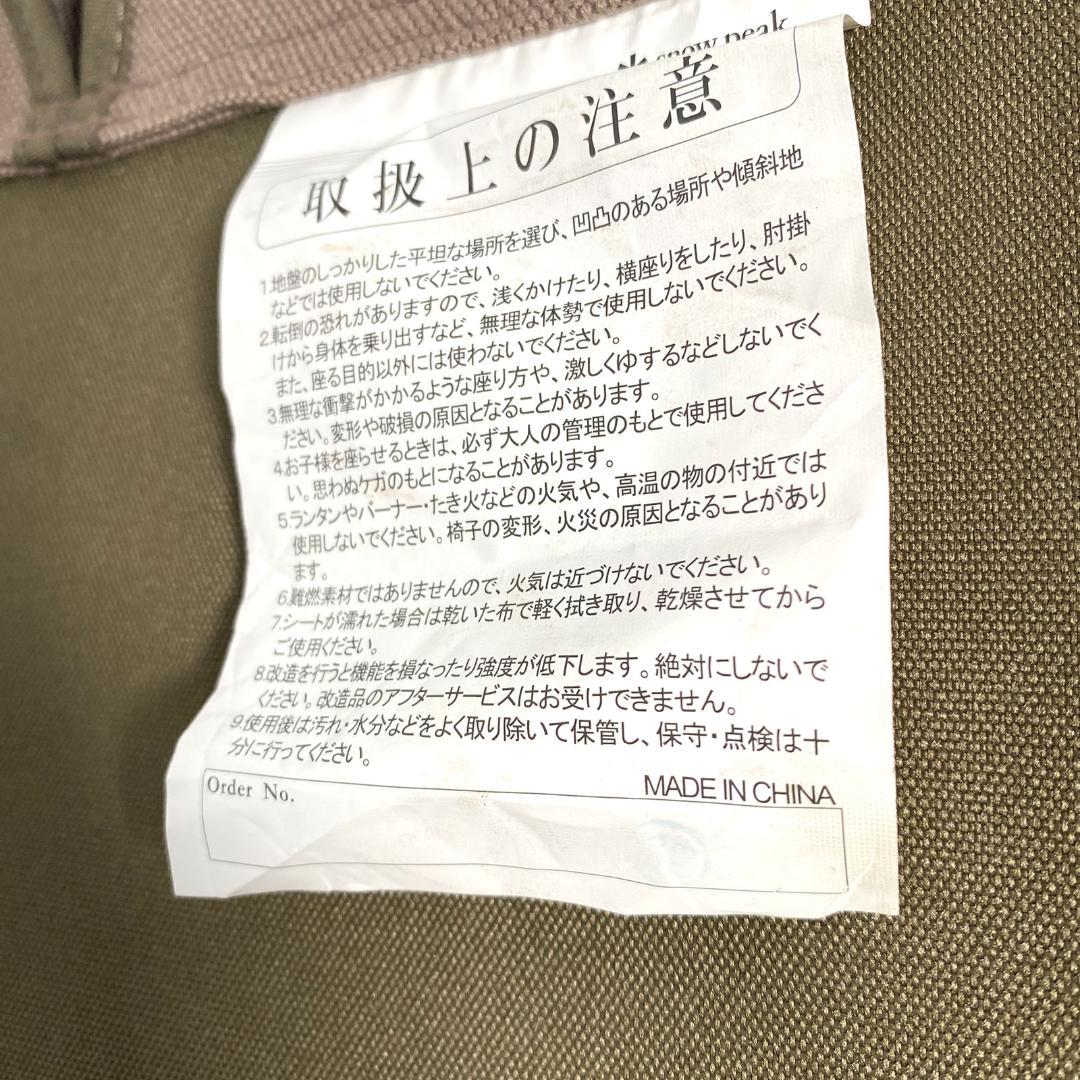 snow peak
取扱上の注意
1.地盤のしっかりした平坦な場所を選び、凹凸のある場所や傾斜地
などでは使用しないでください。
2.転倒の恐れがありますので、浅くかけたり、横座りをしたり、肘掛
けから身体を乗り出すなど、無理な体勢で使用しないでください。
また、座る目的以外には使わないでください。
3.無理な衝撃がかかるような座り方や、激しくゆするなどしないでく
ださい。変形や破損の原因となることがあります。
4.お子様を座らせるときは、必ず大人の管理のもとで使用してくださ
い。思わぬケガのもとになることがあります。
5.ランタンやバーナー・たき火などの火気や、高温の物の付近では
使用しないでください。椅子の変形、火災の原因となることがあり
ます。
6.難燃素材ではありませんので、火気は近づけないでください。
7.シートが濡れた場合は乾いた布で軽く拭き取り、乾燥させてから
ご使用ください。
8.改造を行うと機能を損なったり強度が低下します。絶対にしないで
ください。改造品のアフターサービスはお受けできません。
9.使用後は汚れ・水分などをよく取り除いて保管し、保守・点検は十
分に行ってください。
MADE IN CHINA
Order No.